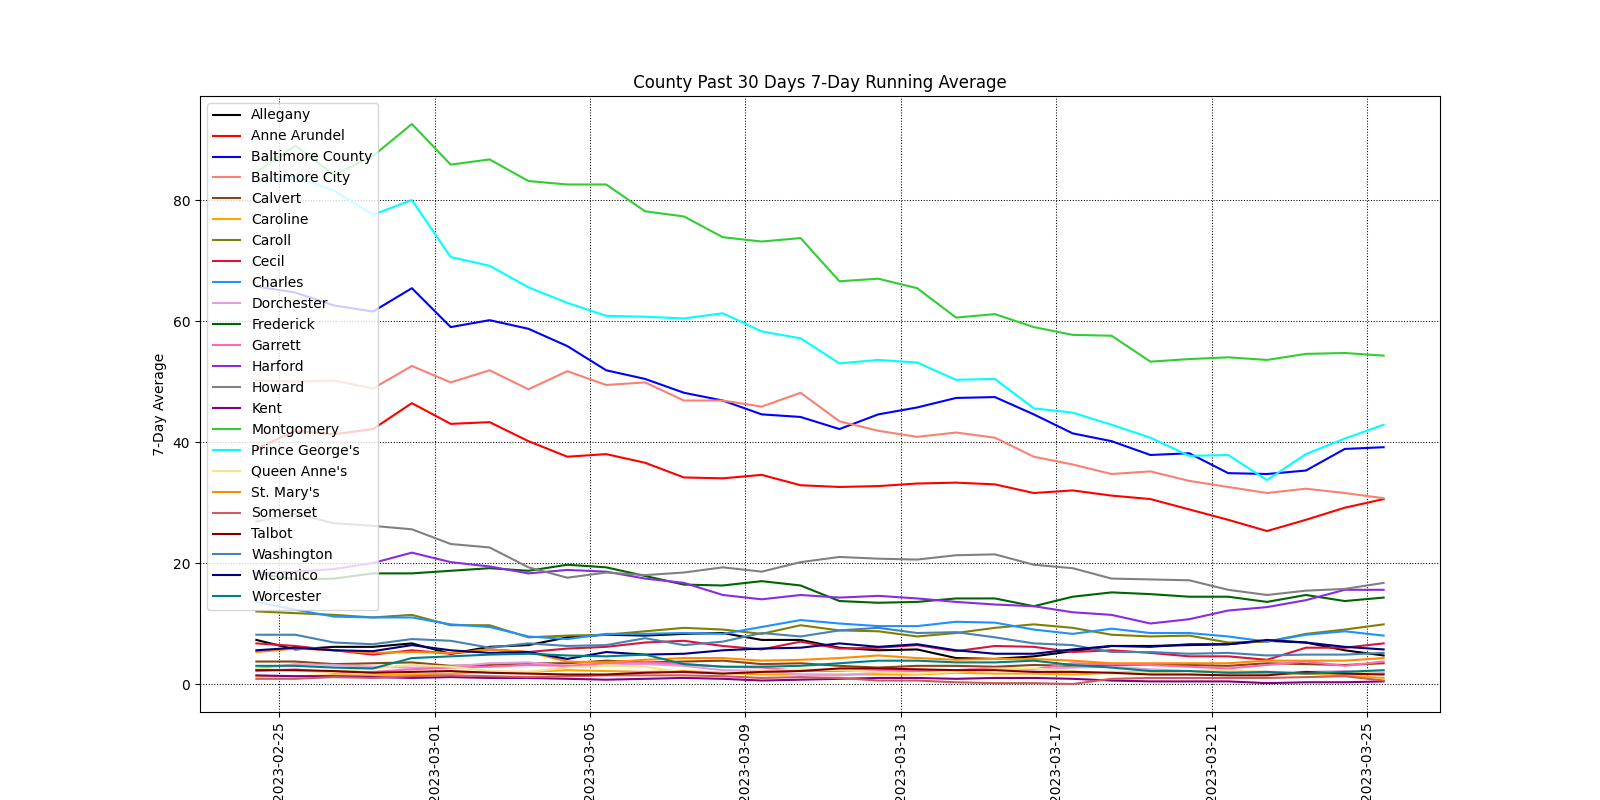 County Past 30 Days 7-Day Running Average
Allegany
Anne Arundel
Baltimore County
Baltimore City
Calvert
Caroline
Caroll
Cecil
Charles
Dorchester
Frederick
Garrett
Harford
Howard
Kent
Montgomery
Prince George's
Queen Anne's
St. Mary's
Somerset
Talbot
Washington
Wicomico
Worcester
7-Day Average
80
60
40
20
0
2023-02-25
2023-03-01
2023-03-05
2023-03-09
2023-03-13
2023-03-17
2023-03-21
2023-03-25